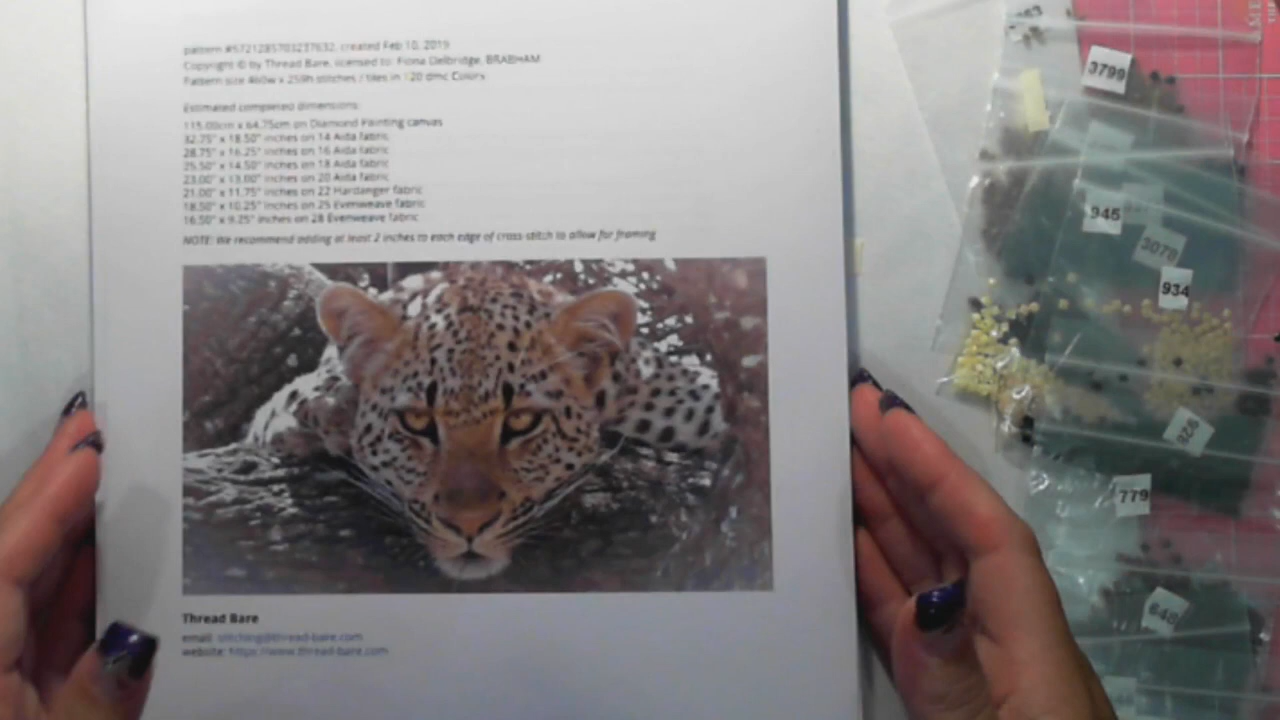 pattern #5721285703237632, created Feb 10, 2019
Copyright © by Thread Bare, licensed to: Fiona Delbridge, BRABHAM
Pattern size 460w x 259h stitches / tiles in 120 dmc Colors
Estimated completed dimensions:
115.00cm x 64.75cm on Diamond Painting canvas
32.75" x 18.50" inches on 14 Aida fabric
28.75" x 16.25" inches on 16 Aida fabric
25.50" x 14.50" inches on 18 Aida fabric
23.00" x 13.00" inches on 20 Aida fabric
21.00" x 11.75" inches on 22 Hardanger fabric
18.50" x 10.25" inches on 25 Evenweave fabric
16.50" x 9.25" inches on 28 Evenweave fabric
NOTE: We recommend adding at least 2 inches to each edge of cross-stitch to allow for framing
Thread Bare
email: stitching@thread-bare.com
website: https://www.thread-bare.com
3799
945
3078
934
928
779
648